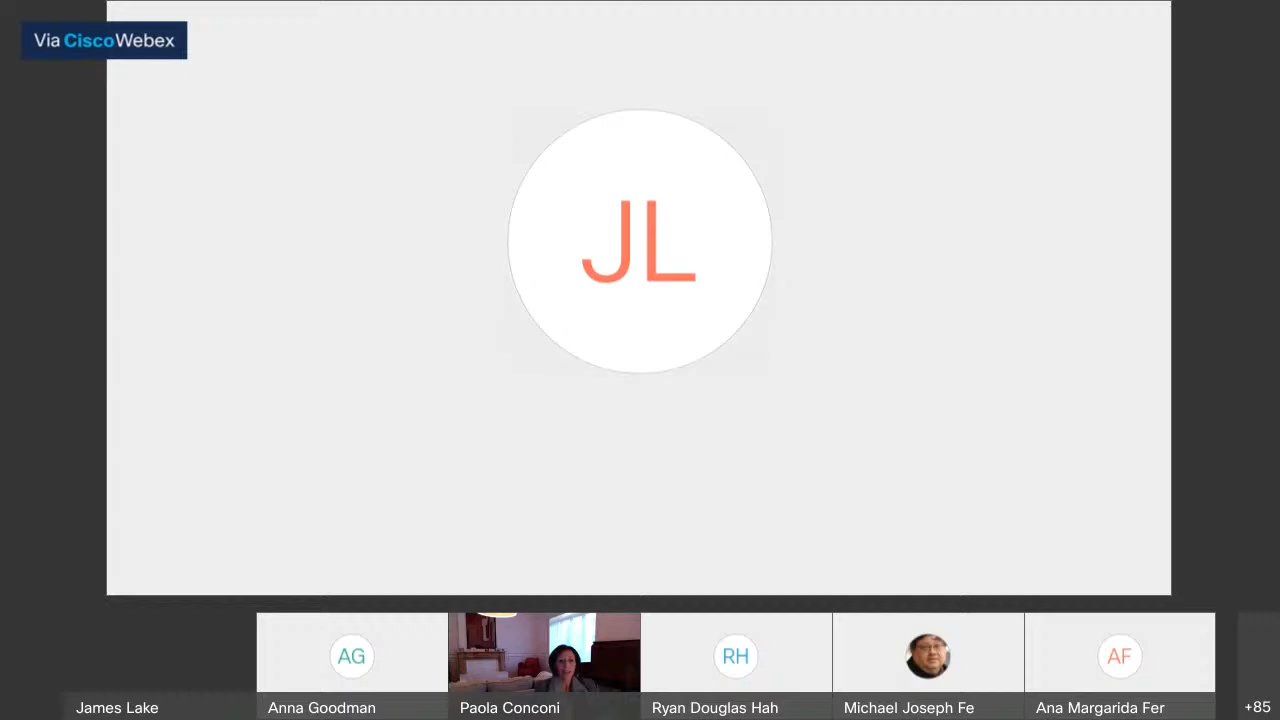 Via CiscoWebex
JL
AG
RH
AF
James Lake
Anna Goodman
Paola Conconi
Ryan Douglas Hah
Michael Joseph Fe
Ana Margarida Fer
+85